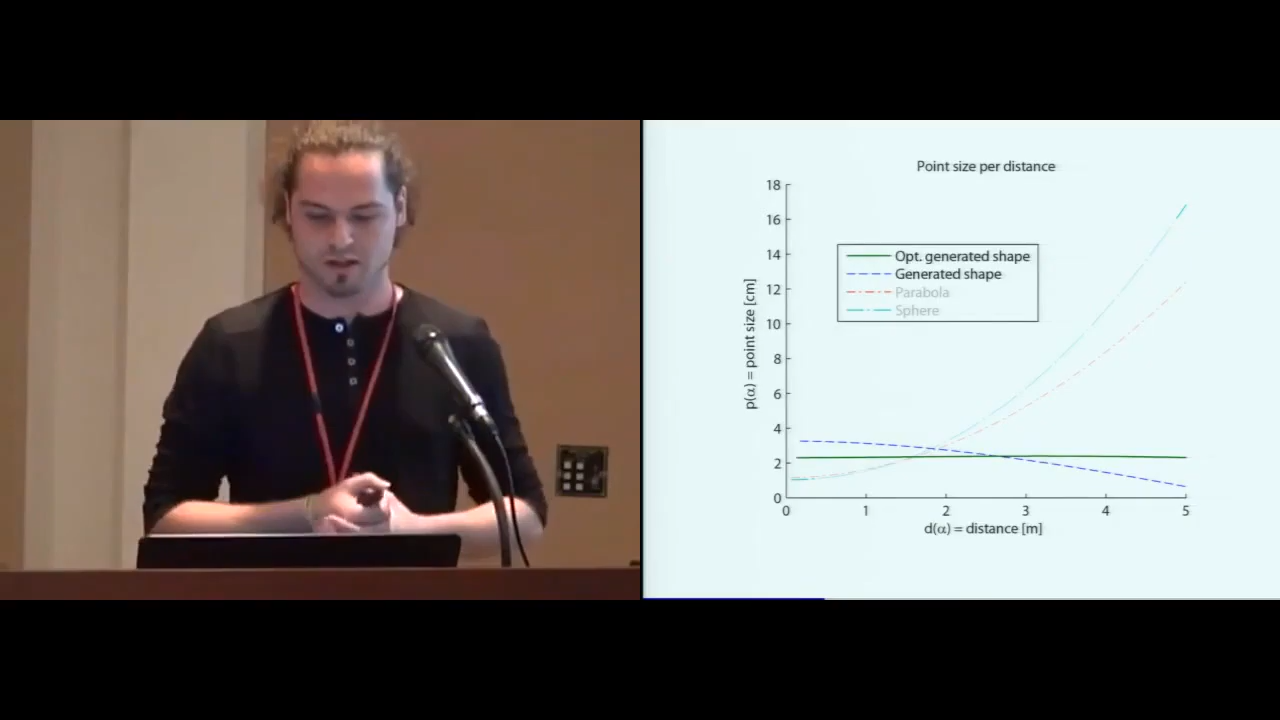 Point size per distance
18
16
14
12
10
8
6
4
2
0
p(α) = point size [cm]
Opt. generated shape
Generated shape
Parabola
Sphere
0 1 2 3 4 5
d(α) = distance [m]